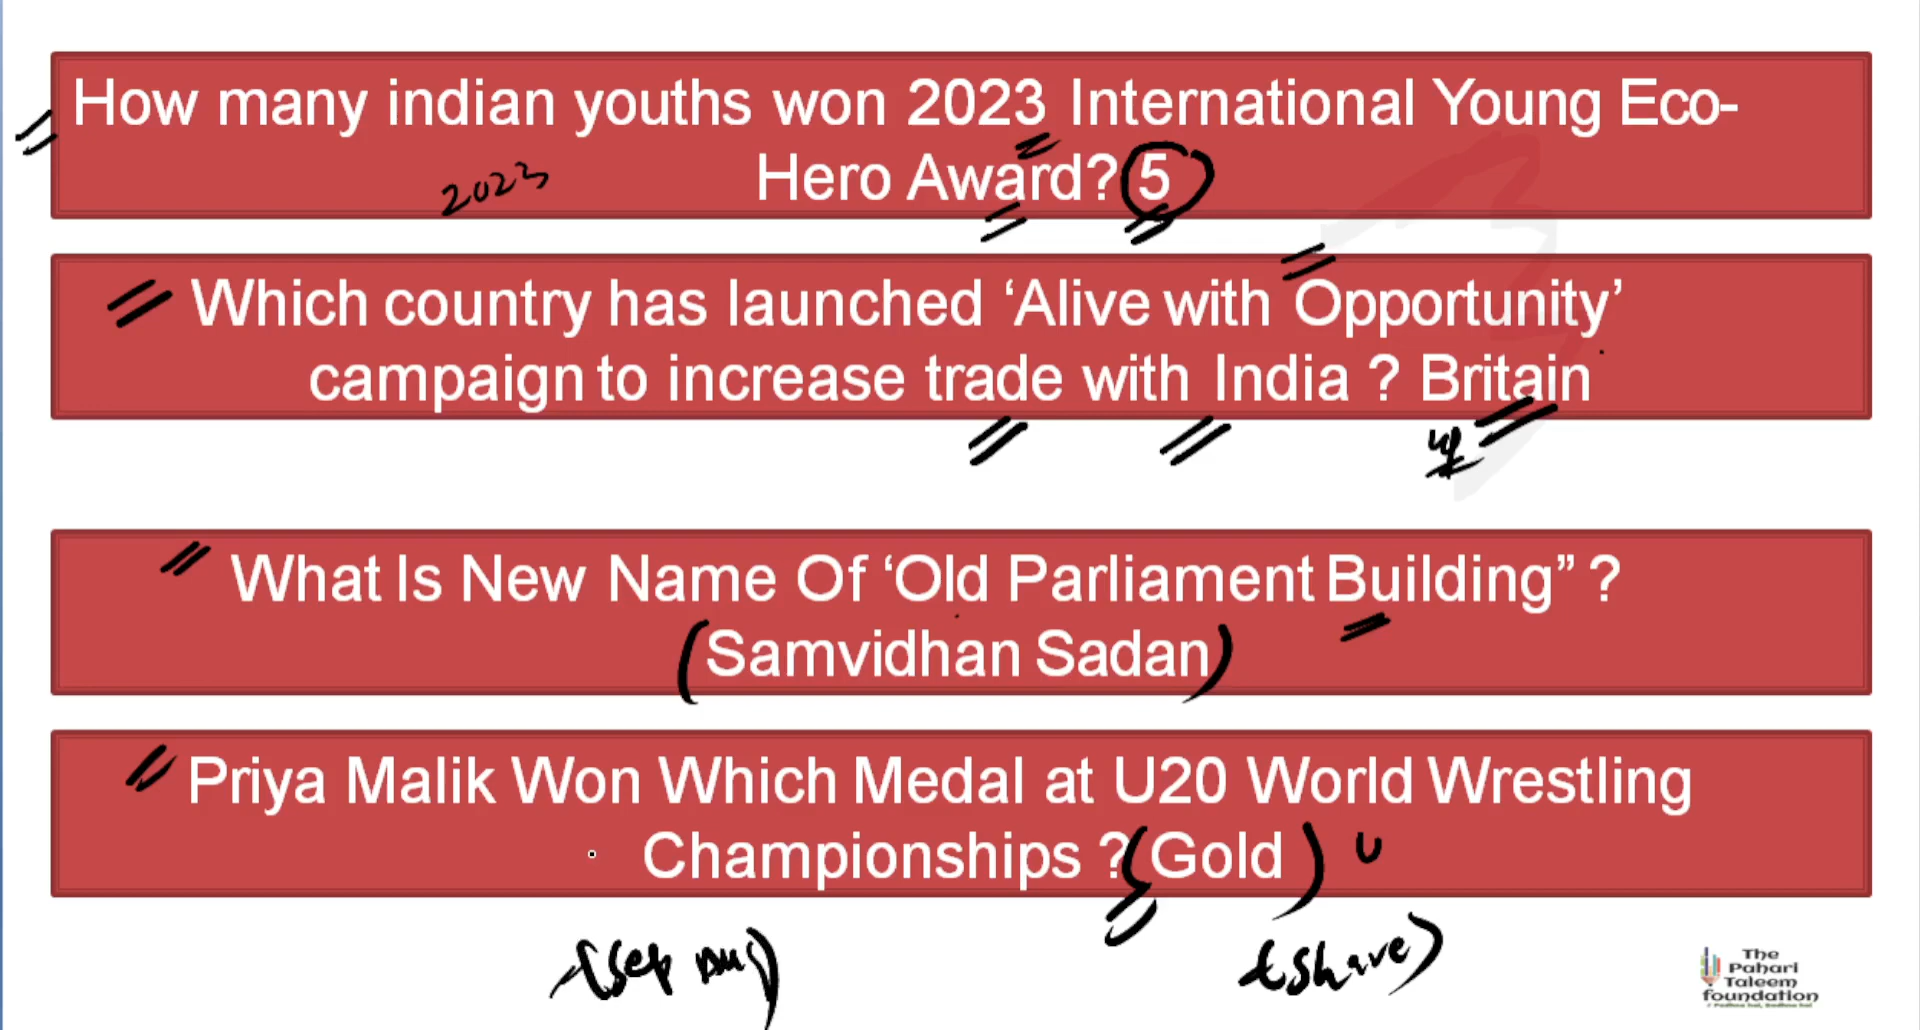 How many indian youths won 2023 International Young Eco-
Hero Award? 5
2023
Which country has launched ‘Alive with Opportunity’
campaign to increase trade with India ? Britain
What Is New Name Of ‘Old Parliament Building” ?
(Samvidhan Sadan)
Priya Malik Won Which Medal at U20 World Wrestling
Championships ? (Gold)
(share)
The
Pahari
Taleem
foundation